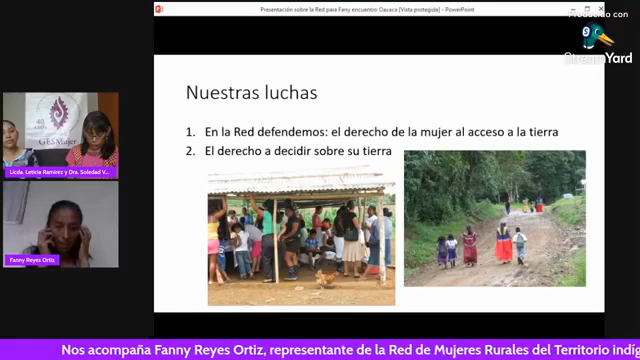 Presentación sobre la Red para Feny encuentro Oaxaca [Vista protegida] - PowerPoint
Producido con
StreamYard
Nuestras luchas
1. En la Red defendemos: el derecho de la mujer al acceso a la tierra
2. El derecho a decidir sobre su tierra
40
GESMujer
Licda. Leticia Ramírez y Dra. Soledad V...
Fanny Reyes Ortiz
Nos acompaña Fanny Reyes Ortiz, representante de la Red de Mujeres Rurales del Territorio indíg